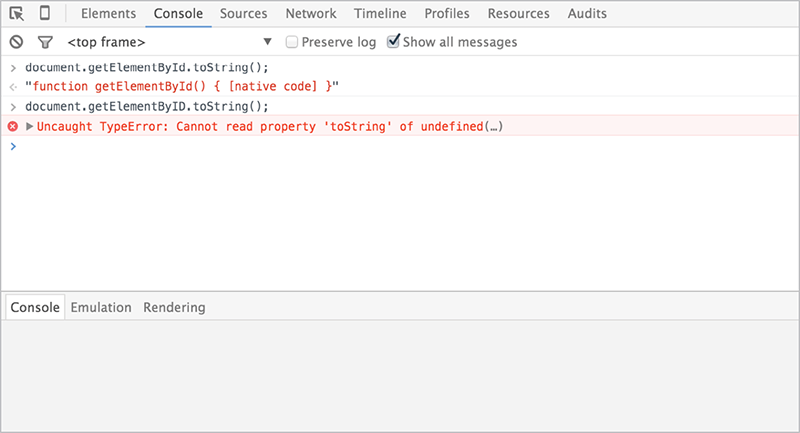 Elements Console Sources Network Timeline Profiles Resources Audits
<top frame> Preserve log Show all messages
document.getElementById.toString();
"function getElementById() { [native code] }"
document.getElementByID.toString();
Uncaught TypeError: Cannot read property 'toString' of undefined(…)
Console Emulation Rendering